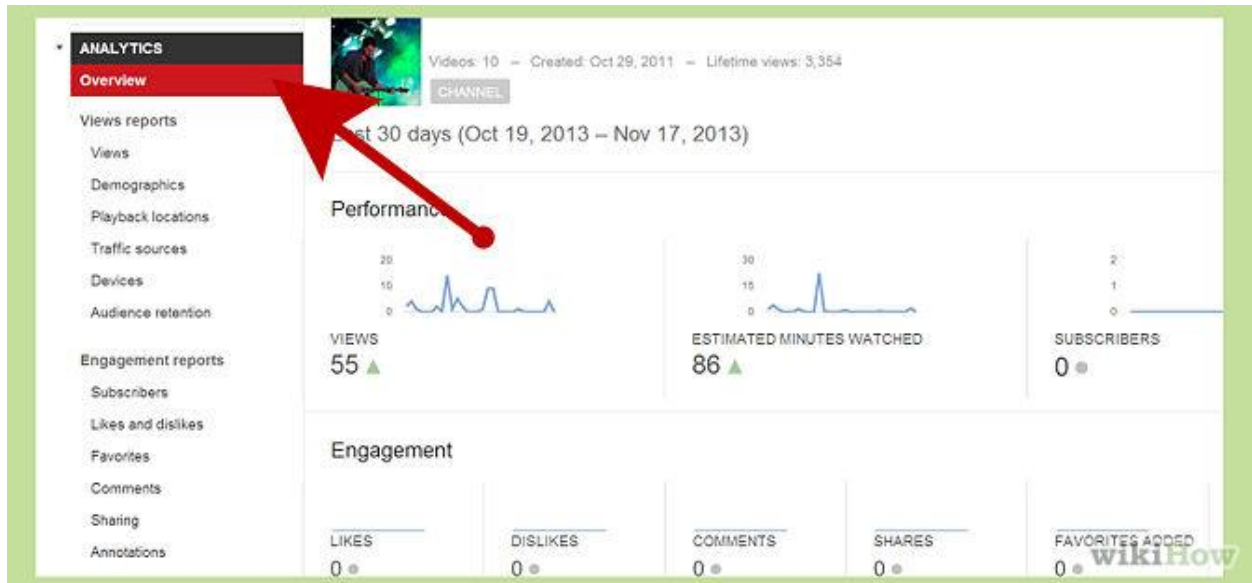 ANALYTICS
Overview
Views reports
Views
Demographics
Playback locations
Traffic sources
Devices
Audience retention
Engagement reports
Subscribers
Likes and dislikes
Favorites
Comments
Sharing
Annotations
Videos: 10 – Created: Oct 29, 2011 – Lifetime views: 3,354
CHANNEL
30 days (Oct 19, 2013 – Nov 17, 2013)
Performance
20
10
0
VIEWS
55
30
15
0
ESTIMATED MINUTES WATCHED
86
2
1
0
SUBSCRIBERS
0
Engagement
LIKES
0
DISLIKES
0
COMMENTS
0
SHARES
0
FAVORITES ADDED
0
wikiHow